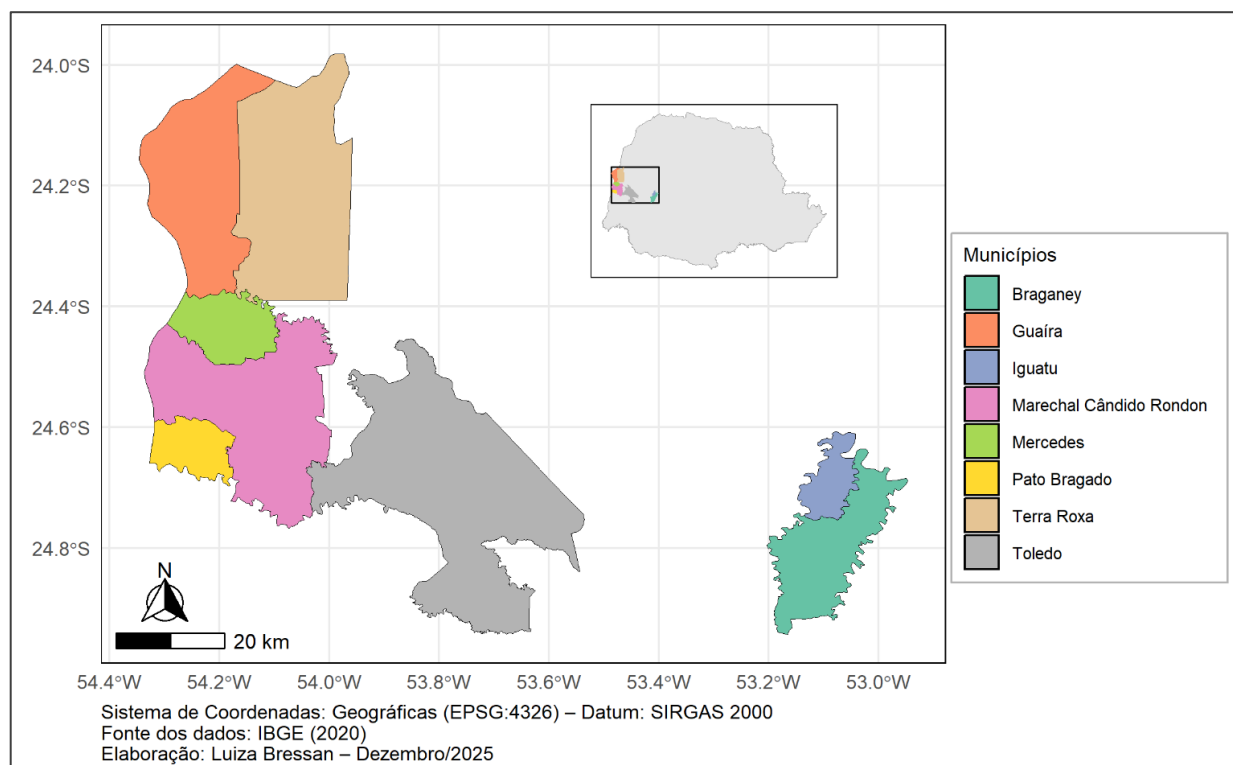 24.0°S
24.2°S
24.4°S
24.6°S
24.8°S
N
20 km
54.4°W 54.2°W 54.0°W 53.8°W 53.6°W 53.4°W 53.2°W 53.0°W
Municípios
Braganey
Guaíra
Iguatu
Marechal Cândido Rondon
Mercedes
Pato Bragado
Terra Roxa
Toledo
Sistema de Coordenadas: Geográficas (EPSG:4326) – Datum: SIRGAS 2000
Fonte dos dados: IBGE (2020)
Elaboração: Luiza Bressan – Dezembro/2025